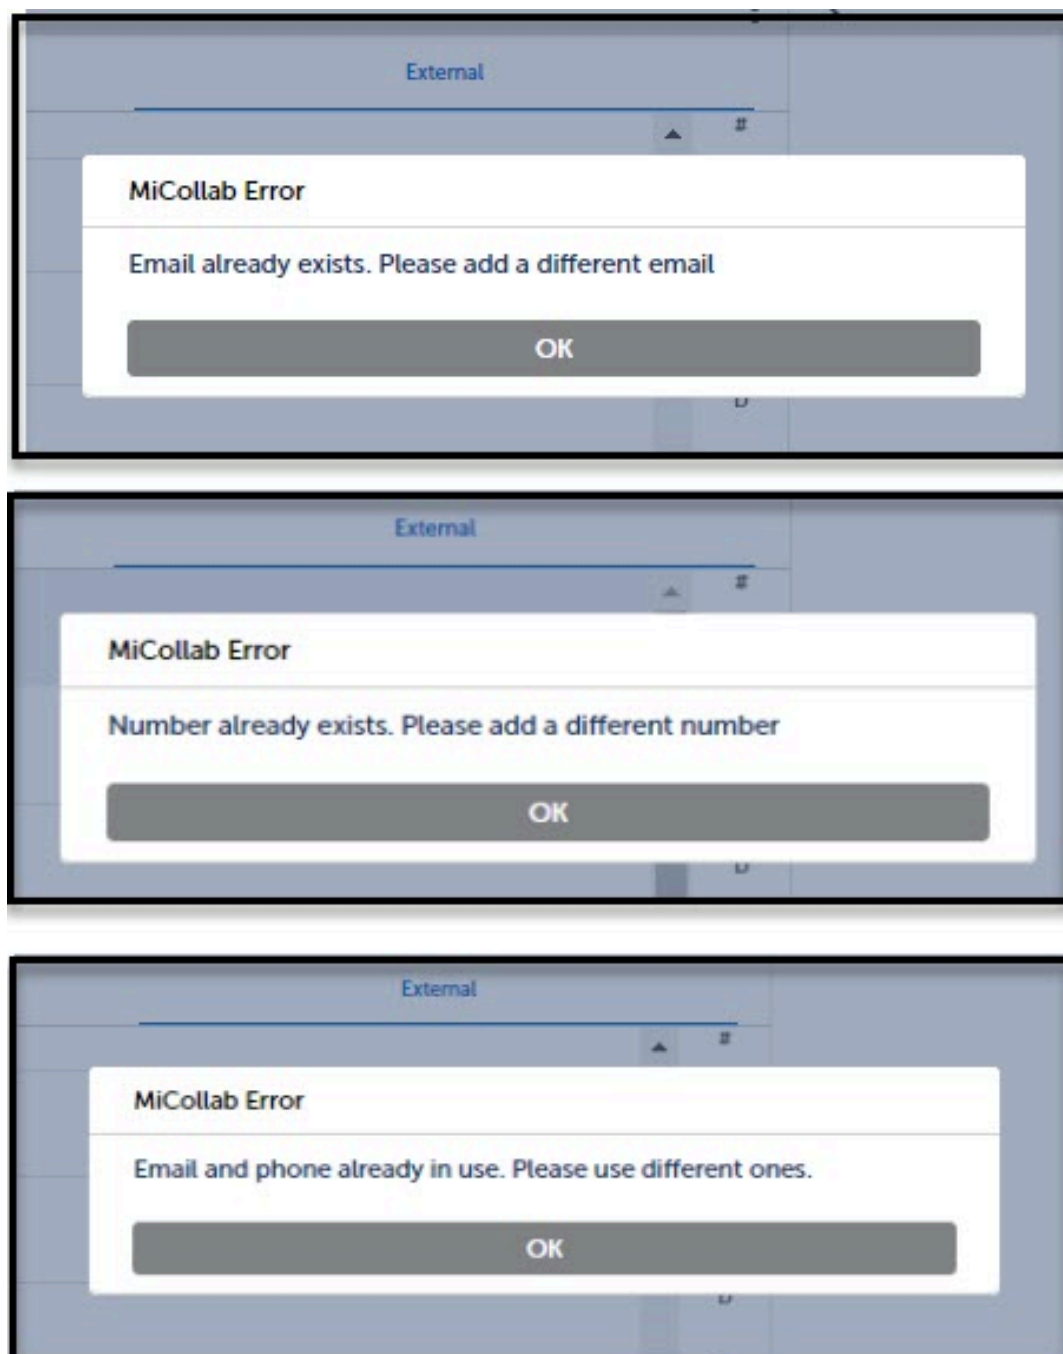 External
#
MiCollab Error
Email already exists. Please add a different email
OK
External
#
MiCollab Error
Number already exists. Please add a different number
OK
External
#
MiCollab Error
Email and phone already in use. Please use different ones.
OK